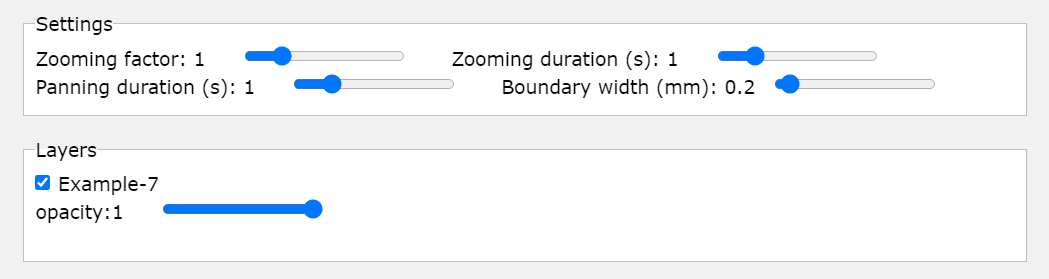 Settings
Zooming factor: 1 Zooming duration (s): 1
Panning duration (s): 1 Boundary width (mm): 0.2
Layers
Example-7
opacity:1